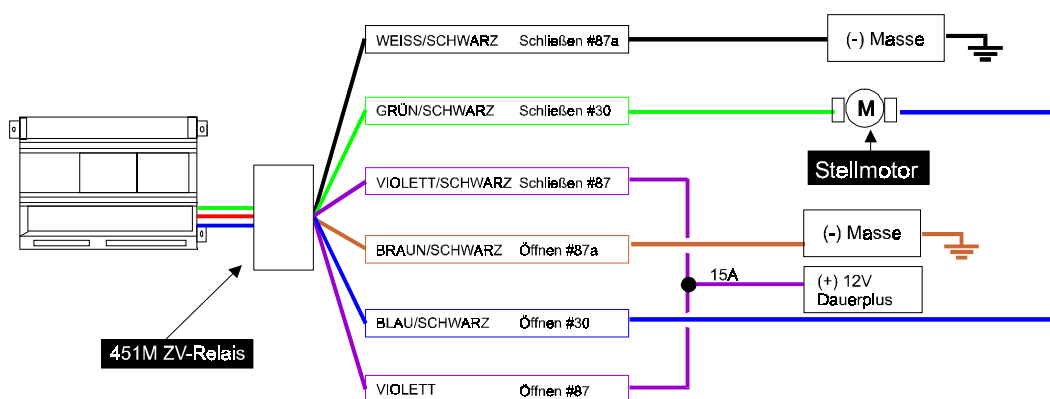 WEISS/SCHWARZ Schließen #87a
(-) Masse
GRÜN/SCHWARZ Schließen #30
M
Stellmotor
VIOLETT/SCHWARZ Schließen #87
BRAUN/SCHWARZ Öffnen #87a
(-) Masse
15A
(+) 12V
Dauerplus
BLAU/SCHWARZ Öffnen #30
451M ZV-Relais
VIOLETT Öffnen #87